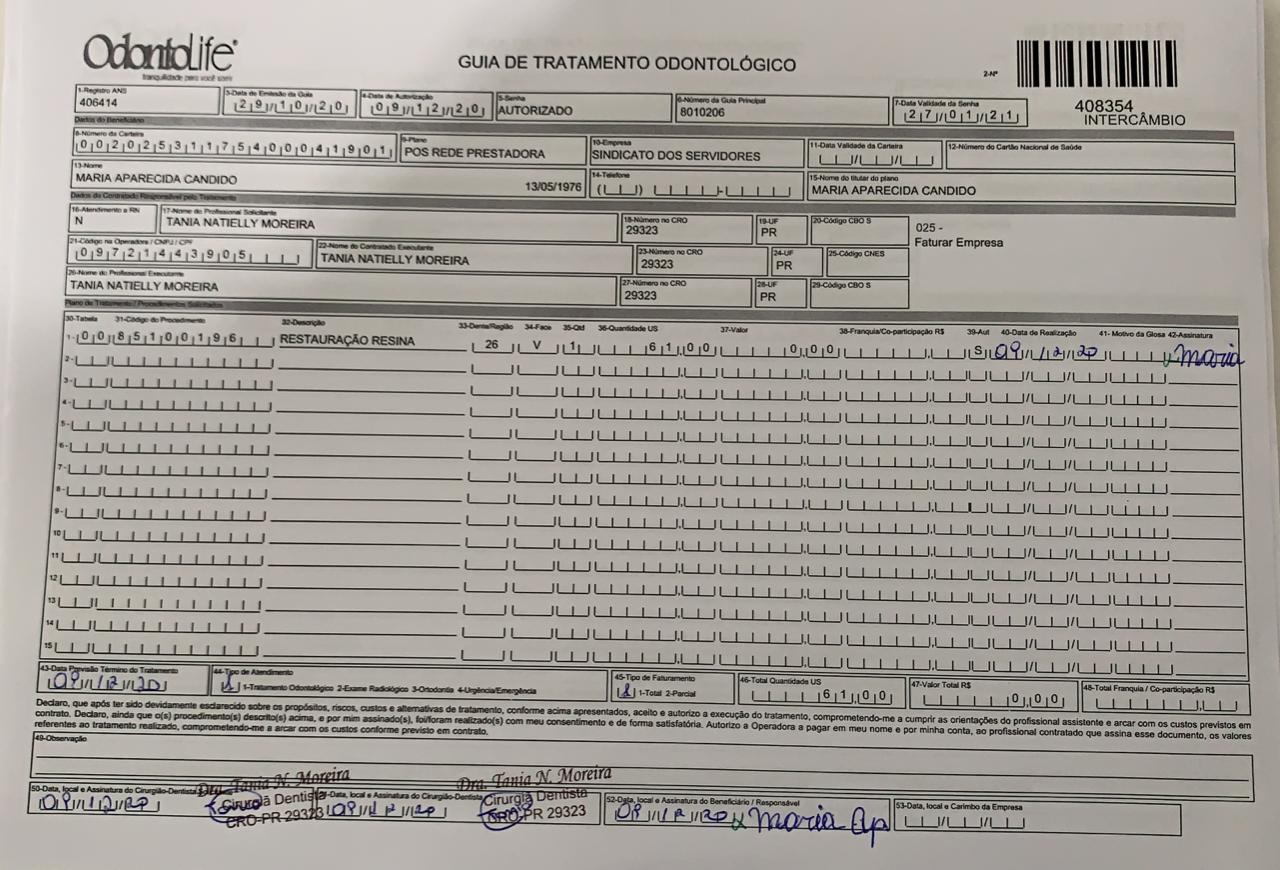 OdontoLife®
tranquilidade para você sorrir
GUIA DE TRATAMENTO ODONTOLÓGICO
2-Nº
408354
INTERCÂMBIO
1-Registro ANS
406414
3-Data de Emissão da Guia
29/10/20
4-Data de Autorização
09/12/20
5-Senha
AUTORIZADO
6-Número da Guia Principal
8010206
7-Data Validade da Senha
27/01/21
Dados do Beneficiário
8-Número da Carteira
00202531175400041901
9-Plano
POS REDE PRESTADORA
10-Empresa
SINDICATO DOS SERVIDORES
11-Data Validade da Carteira
12-Número do Cartão Nacional de Saúde
13-Nome
MARIA APARECIDA CANDIDO 13/05/1976
14-Telefone
15-Nome do titular do plano
MARIA APARECIDA CANDIDO
Dados do Contratado Responsável pelo Tratamento
16-Atendimento a RN
N
17-Nome do Profissional Solicitante
TANIA NATIELLY MOREIRA
18-Número no CRO
29323
19-UF
PR
20-Código CBO S
025 -
Faturar Empresa
21-Código na Operadora / CNPJ / CPF
09721443905
22-Nome do Contratado Executante
TANIA NATIELLY MOREIRA
23-Número no CRO
29323
24-UF
PR
25-Código CNES
26-Nome do Profissional Executante
TANIA NATIELLY MOREIRA
27-Número no CRO
29323
28-UF
PR
29-Código CBO S
Plano de Tratamento / Procedimentos Solicitados
30-Tabela 31-Código do Procedimento 32-Descrição 33-Dente/Região 34-Face 35-Qtd 36-Quantidade US 37-Valor 38-Franquia/Co-participação R$ 39-Aut 40-Data de Realização 41- Motivo da Glosa 42-Assinatura
1- 00 85100196 RESTAURAÇÃO RESINA 26 V 1 61,00 0,00 S 09/12/20 Maria
2-
3-
4-
5-
6-
7-
8-
9-
10
11
12
13
14
15
43-Data Previsão Término do Tratamento
09/12/20
44-Tipo de Atendimento
1 1-Tratamento Odontológico 2-Exame Radiológico 3-Ortodontia 4-Urgência/Emergência
45-Tipo de Faturamento
1 1-Total 2-Parcial
46-Total Quantidade US
61,00
47-Valor Total R$
0,00
48-Total Franquia / Co-participação R$
Declaro, que após ter sido devidamente esclarecido sobre os propósitos, riscos, custos e alternativas de tratamento, conforme acima apresentados, aceito e autorizo a execução do tratamento, comprometendo-me a cumprir as orientações do profissional assistente e arcar com os custos previstos em
contrato. Declaro, ainda que o(s) procedimento(s) descrito(s) acima, e por mim assinado(s), foi/foram realizado(s) com meu consentimento e de forma satisfatória. Autorizo a Operadora a pagar em meu nome e por minha conta, ao profissional contratado que assina esse documento, os valores
referentes ao tratamento realizado, comprometendo-me a arcar com os custos conforme previsto em contrato.
49-Observação
50-Data, local e Assinatura do Cirurgião-Dentista
09/12/20
Dra. Tania N. Moreira
Cirurgiã Dentista
CRO-PR 29323
Data, local e Assinatura do Cirurgião-Dentista
09/12/20
Dra. Tania N. Moreira
Cirurgiã Dentista
CRO-PR 29323
52-Data, local e Assinatura do Beneficiário / Responsável
09/12/20 x Maria Ap
53-Data, local e Carimbo da Empresa